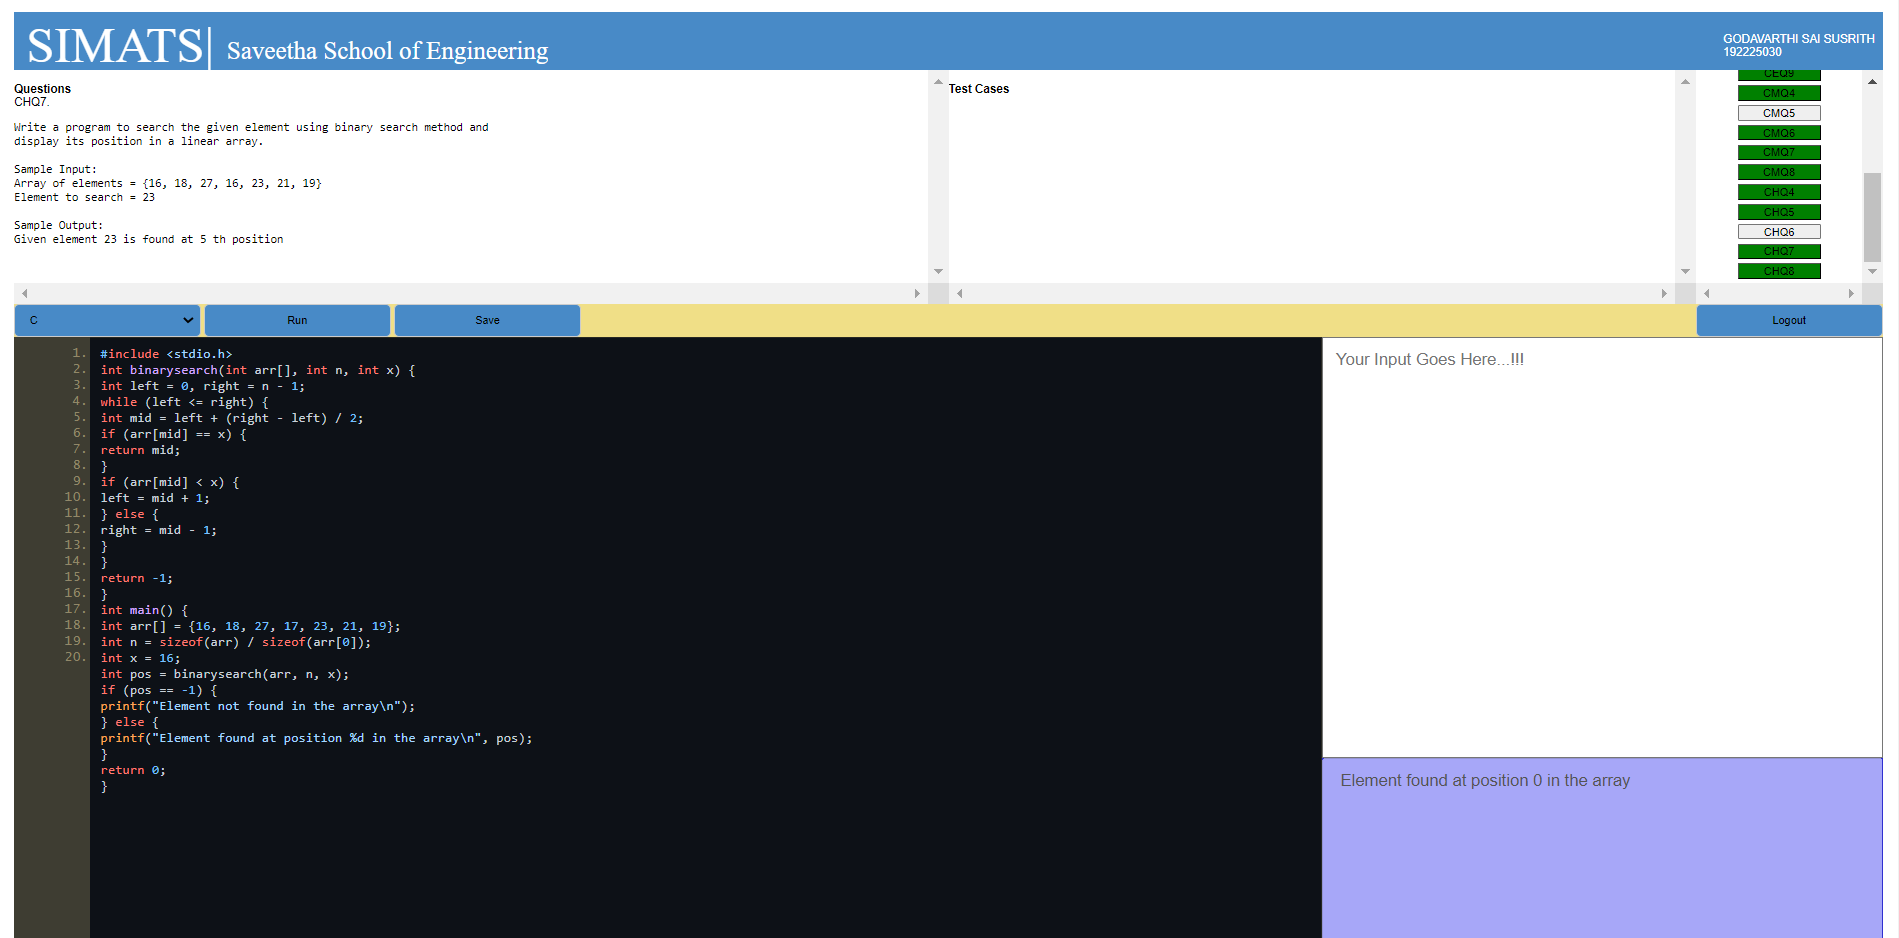 SIMATS| Saveetha School of Engineering
GODAVARTHI SAI SUSRITH
192225030
Questions
CHQ7.
Write a program to search the given element using binary search method and
display its position in a linear array.
Sample Input:
Array of elements = {16, 18, 27, 16, 23, 21, 19}
Element to search = 23
Sample Output:
Given element 23 is found at 5 th position
Test Cases
CEQ9
CMQ4
CMQ5
CMQ6
CMQ7
CMQ8
CHQ4
CHQ5
CHQ6
CHQ7
CHQ8
C
Run
Save
Logout
1. #include <stdio.h>
2. int binarysearch(int arr[], int n, int x) {
3. int left = 0, right = n - 1;
4. while (left <= right) {
5. int mid = left + (right - left) / 2;
6. if (arr[mid] == x) {
7. return mid;
8. }
9. if (arr[mid] < x) {
10. left = mid + 1;
11. } else {
12. right = mid - 1;
13. }
14. }
15. return -1;
16. }
17. int main() {
18. int arr[] = {16, 18, 27, 17, 23, 21, 19};
19. int n = sizeof(arr) / sizeof(arr[0]);
20. int x = 16;
int pos = binarysearch(arr, n, x);
if (pos == -1) {
printf("Element not found in the array\n");
} else {
printf("Element found at position %d in the array\n", pos);
}
return 0;
}
Your Input Goes Here...!!!
Element found at position 0 in the array